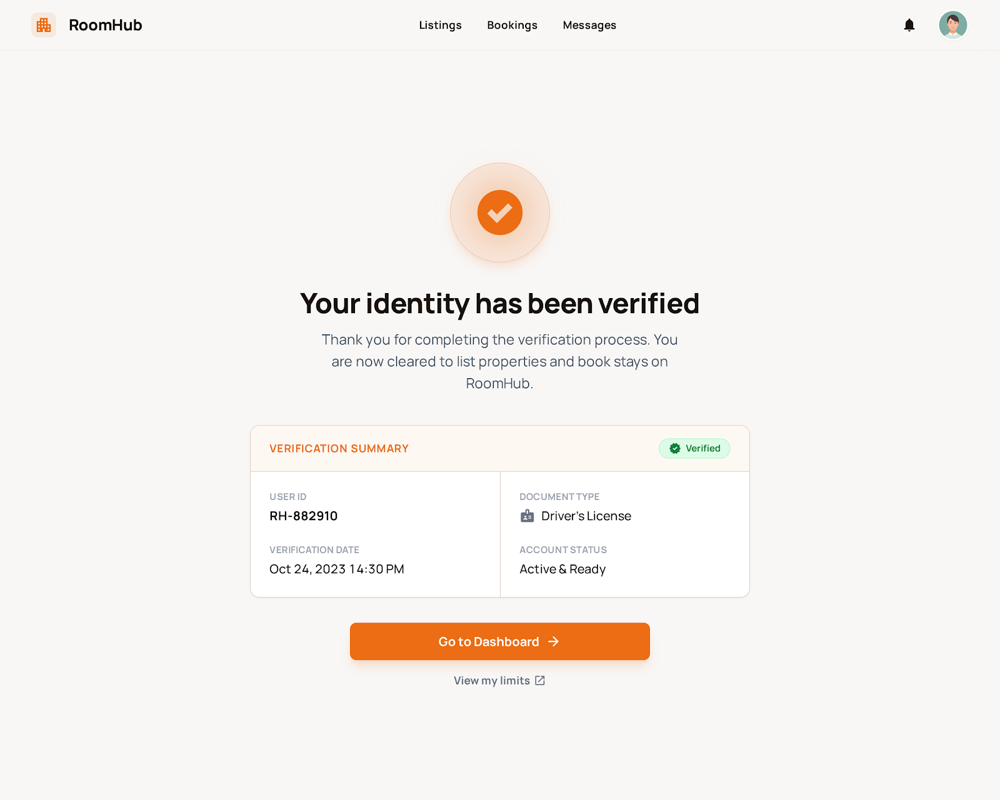 RoomHub
Listings
Bookings
Messages
Your identity has been verified
Thank you for completing the verification process. You
are now cleared to list properties and book stays on
RoomHub.
VERIFICATION SUMMARY
Verified
USER ID
RH-882910
DOCUMENT TYPE
Driver's License
VERIFICATION DATE
Oct 24, 2023 14:30 PM
ACCOUNT STATUS
Active & Ready
Go to Dashboard
View my limits